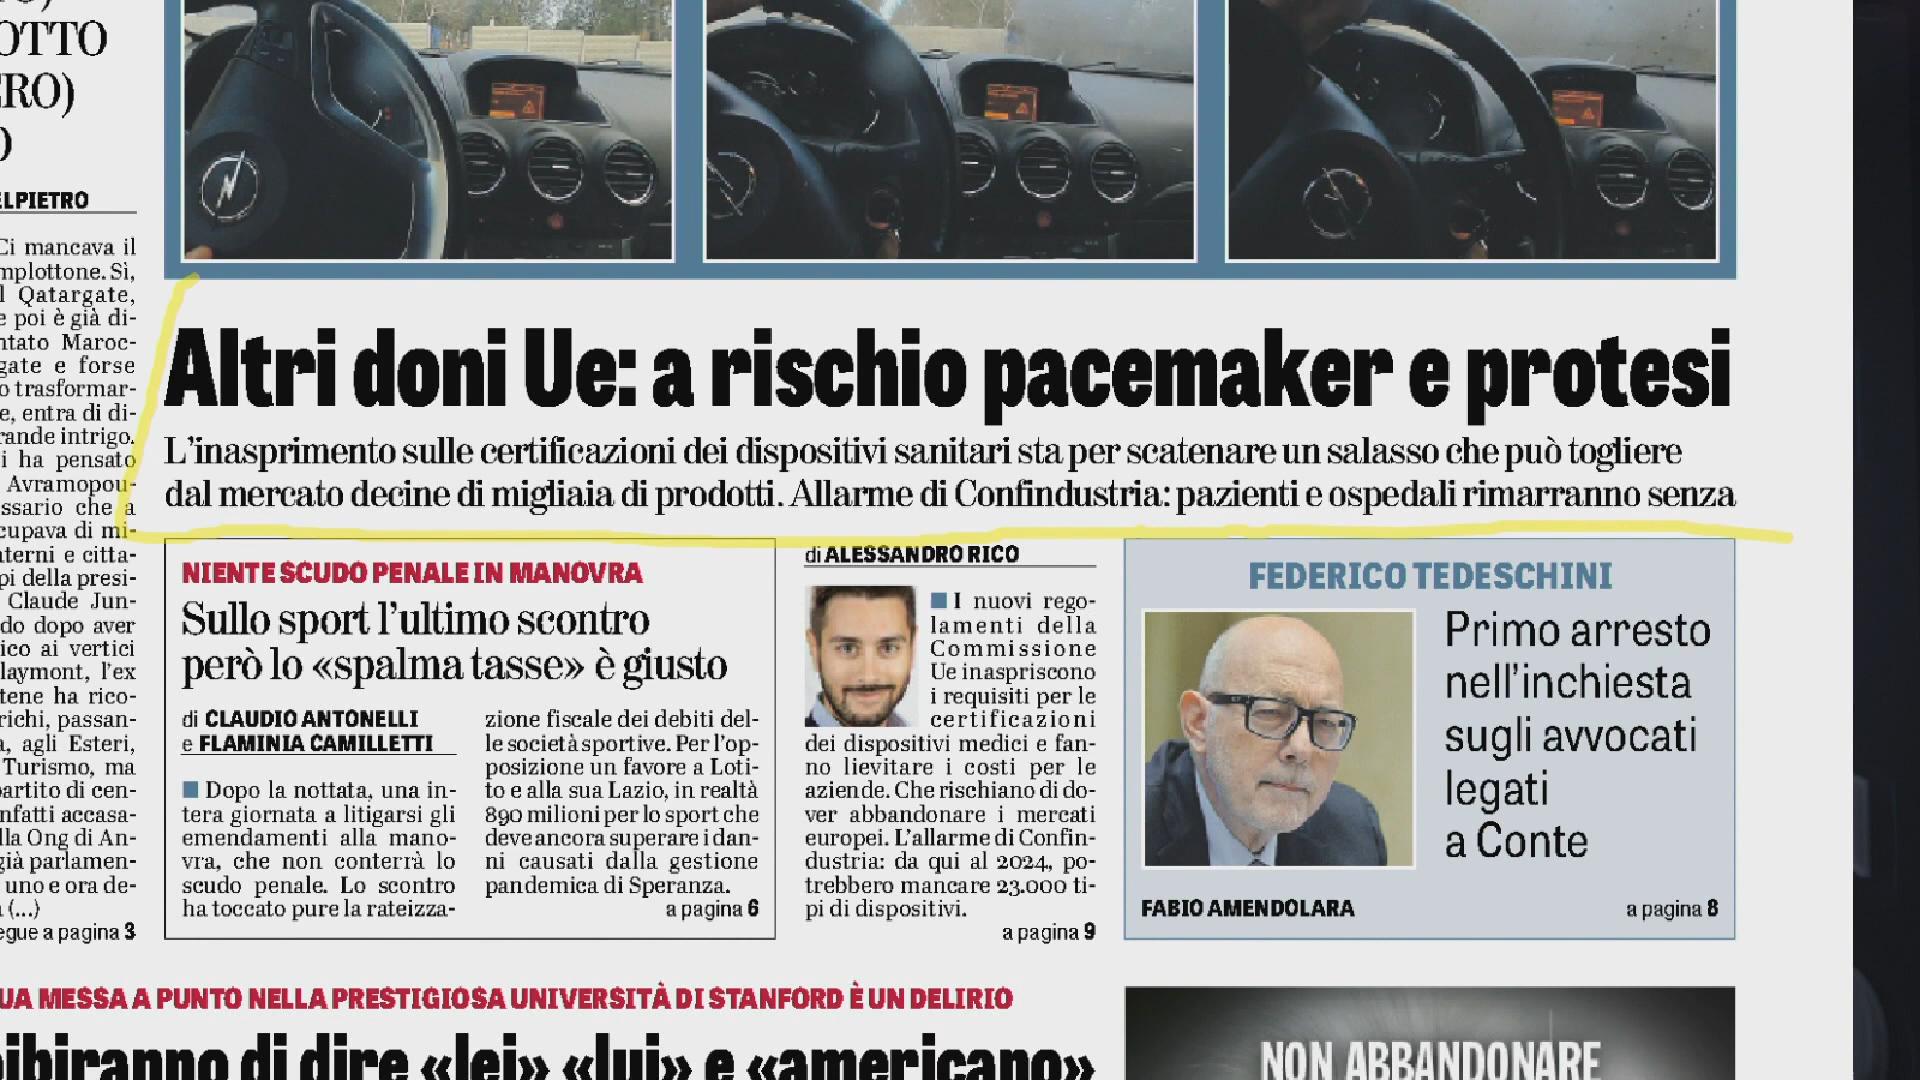 OTTO
ERO)
ELPIETRO
Ci mancava il
mplottone. Sì,
l Qatargate,
e poi è già di-
ntato Maroc-
gate e forse
o trasformar-
e, entra di di-
rande intrigo.
i ha pensato
Avramopou-
ssario che a
cupava di mi-
terni e citta-
pi della presi-
Claude Jun-
do dopo aver
ico ai vertici
laymont, l'ex
tene ha rico-
richi, passan-
a, agli Esteri,
Turismo, ma
partito di cen-
nfatti accasa-
lla Ong di An-
già parlamen-
uno e ora de-
(...)
egue a pagina 3
Altri doni Ue: a rischio pacemaker e protesi
L'inasprimento sulle certificazioni dei dispositivi sanitari sta per scatenare un salasso che può togliere
dal mercato decine di migliaia di prodotti. Allarme di Confindustria: pazienti e ospedali rimarranno senza
NIENTE SCUDO PENALE IN MANOVRA
Sullo sport l'ultimo scontro
però lo «spalma tasse» è giusto
di CLAUDIO ANTONELLI
e FLAMINIA CAMILLETTI
Dopo la nottata, una in-
tera giornata a litigarsi gli
emendamenti alla mano-
vra, che non conterrà lo
scudo penale. Lo scontro
ha toccato pure la rateizza-
zione fiscale dei debiti del-
le società sportive. Per l'op-
posizione un favore a Loti-
to e alla sua Lazio, in realtà
890 milioni per lo sport che
deve ancora superare i dan-
ni causati dalla gestione
pandemica di Speranza.
a pagina 6
di ALESSANDRO RICO
I nuovi rego-
lamenti della
Commissione
Ue inaspriscono
i requisiti per le
certificazioni
dei dispositivi medici e fan-
no lievitare i costi per le
aziende. Che rischiano di do-
ver abbandonare i mercati
europei. L'allarme di Confin-
dustria: da qui al 2024, po-
trebbero mancare 23.000 ti-
pi di dispositivi.
a pagina 9
FEDERICO TEDESCHINI
Primo arresto
nell'inchiesta
sugli avvocati
legati
a Conte
FABIO AMENDOLARA
a pagina 8
UA MESSA A PUNTO NELLA PRESTIGIOSA UNIVERSITÀ DI STANFORD È UN DELIRIO
oibiranno di dire «lei» «lui» e «americano»
NON ABBANDONARE